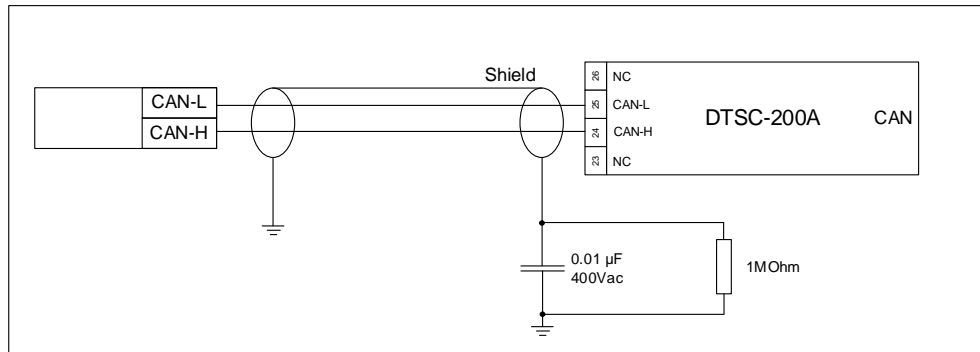 Shield
CAN-L
CAN-H
26 NC
25 CAN-L
24 CAN-H
23 NC
DTSC-200A
CAN
0.01 µF
400Vac
1MOhm